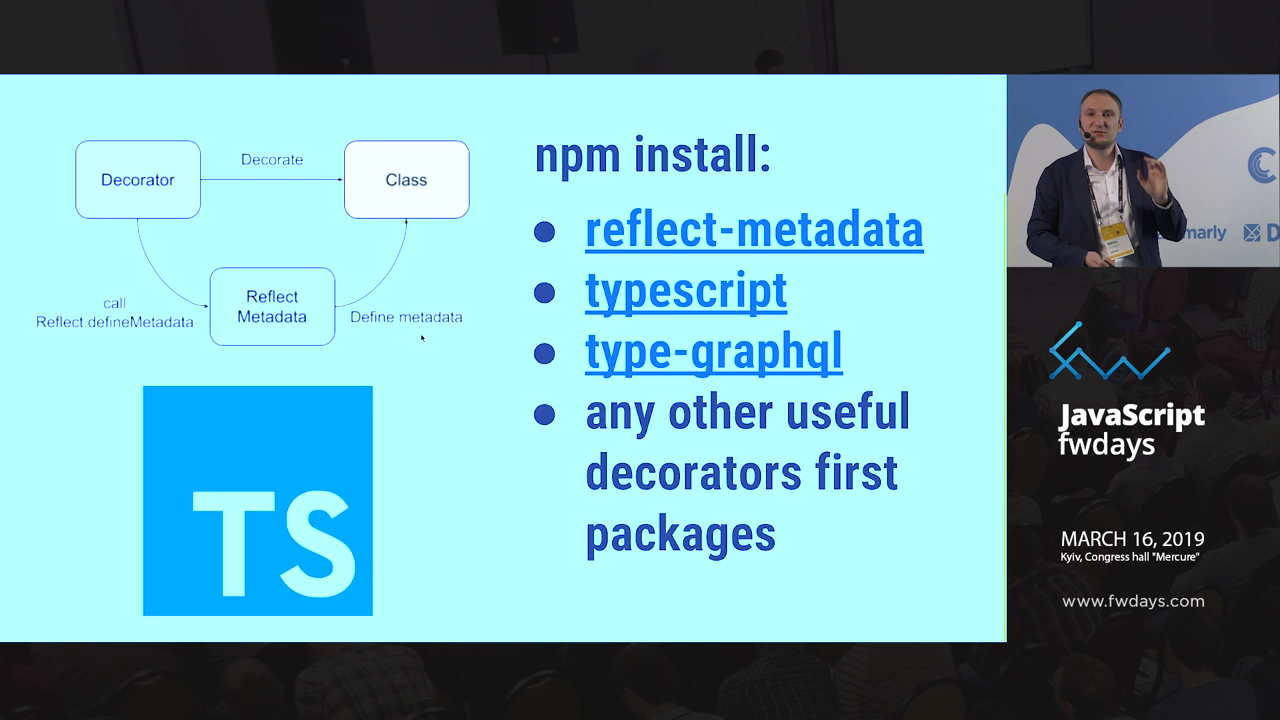 Decorate
Decorator
Class
Reflect
Metadata
call
Reflect.defineMetadata
Define metadata
TS
npm install:
● reflect-metadata
● typescript
● type-graphql
● any other useful
decorators first
packages
marly
JavaScript
fwdays
MARCH 16, 2019
Kyiv, Congress hall "Mercure"
www.fwdays.com